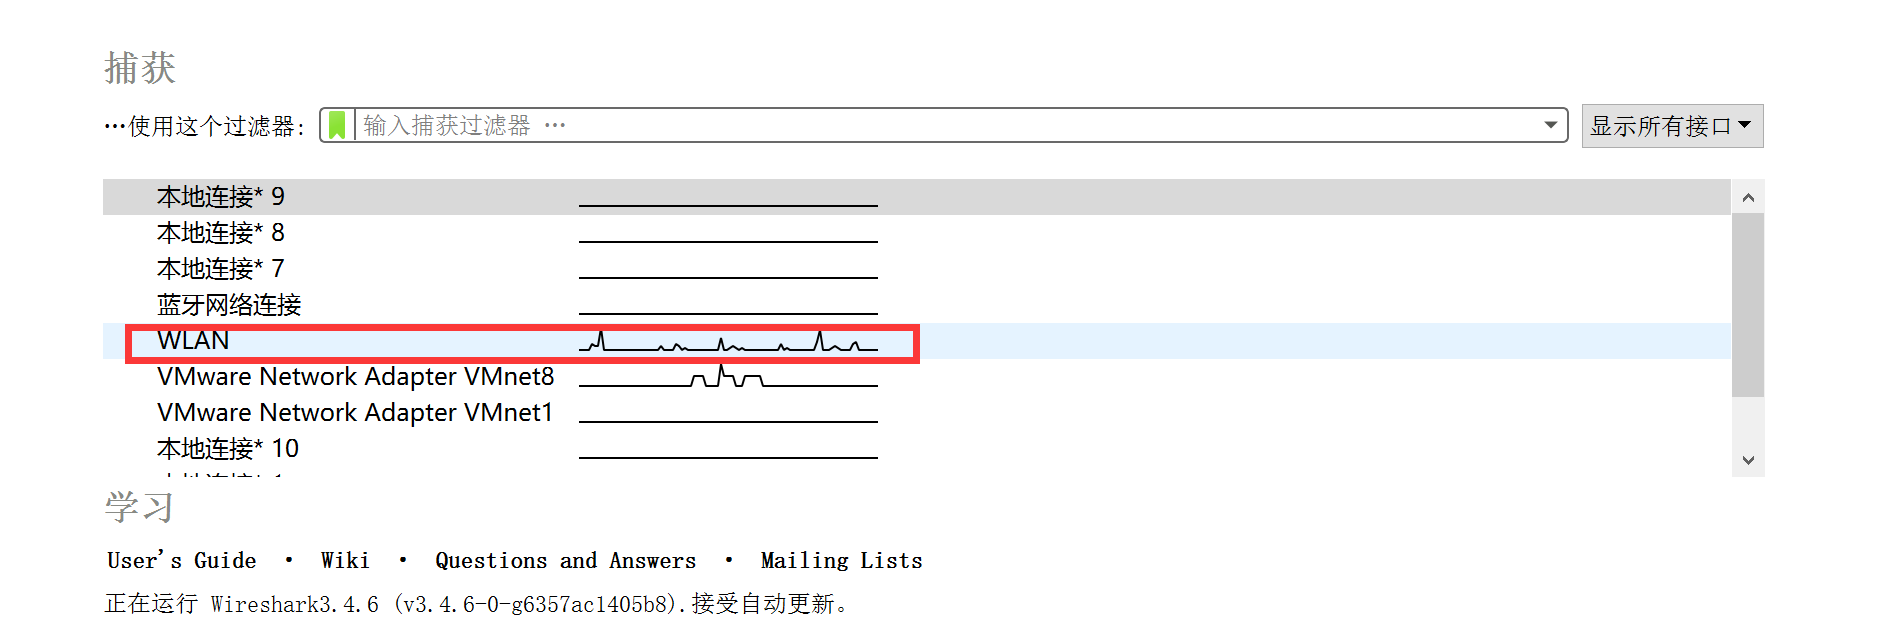 捕获
…使用这个过滤器: 输入捕获过滤器 … 显示所有接口
本地连接* 9
本地连接* 8
本地连接* 7
蓝牙网络连接
WLAN
VMware Network Adapter VMnet8
VMware Network Adapter VMnet1
本地连接* 10
学习
User's Guide · Wiki · Questions and Answers · Mailing Lists
正在运行 Wireshark3.4.6 (v3.4.6-0-g6357ac1405b8).接受自动更新。